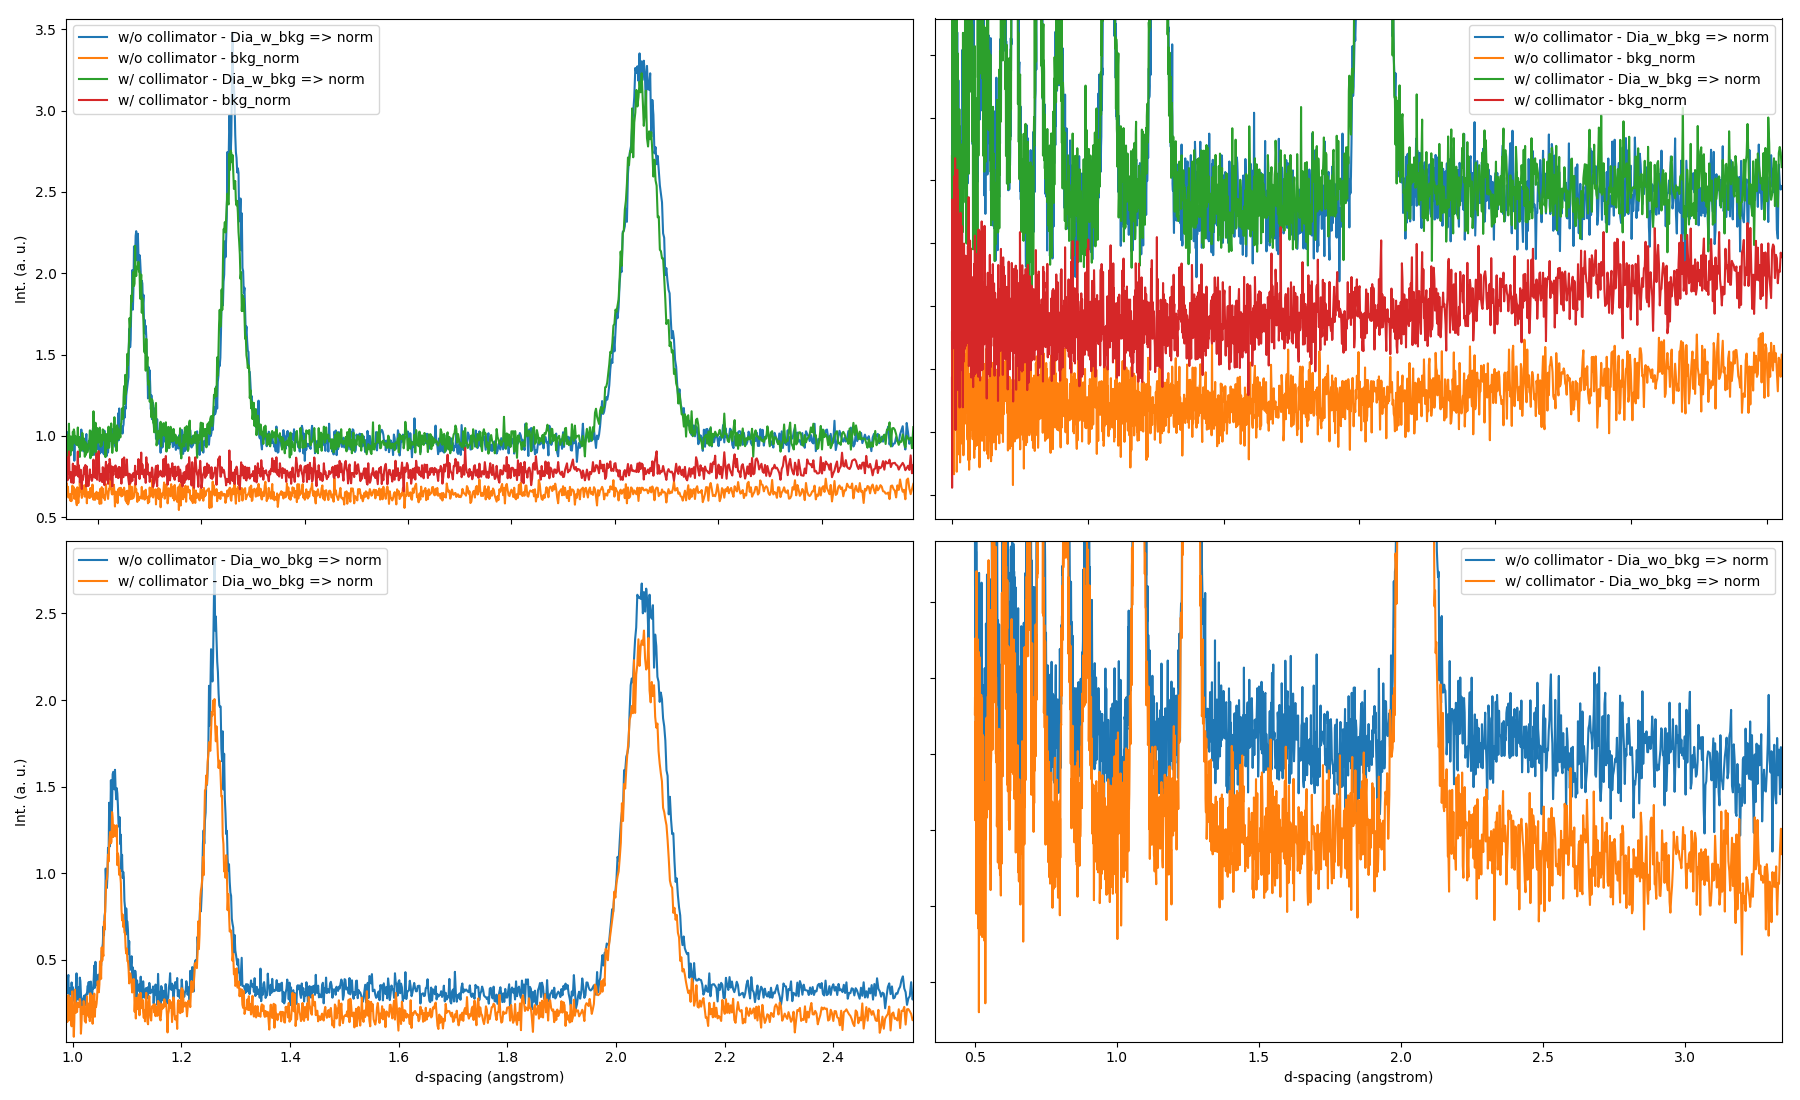 w/o collimator - Dia_w_bkg => norm
w/o collimator - bkg_norm
w/ collimator - Dia_w_bkg => norm
w/ collimator - bkg_norm
3.5
3.0
2.5
2.0
1.5
1.0
0.5
Int. (a. u.)
w/o collimator - Dia_w_bkg => norm
w/o collimator - bkg_norm
w/ collimator - Dia_w_bkg => norm
w/ collimator - bkg_norm
w/o collimator - Dia_wo_bkg => norm
w/ collimator - Dia_wo_bkg => norm
2.5
2.0
1.5
1.0
0.5
Int. (a. u.)
1.0 1.2 1.4 1.6 1.8 2.0 2.2 2.4
d-spacing (angstrom)
w/o collimator - Dia_wo_bkg => norm
w/ collimator - Dia_wo_bkg => norm
0.5 1.0 1.5 2.0 2.5 3.0
d-spacing (angstrom)